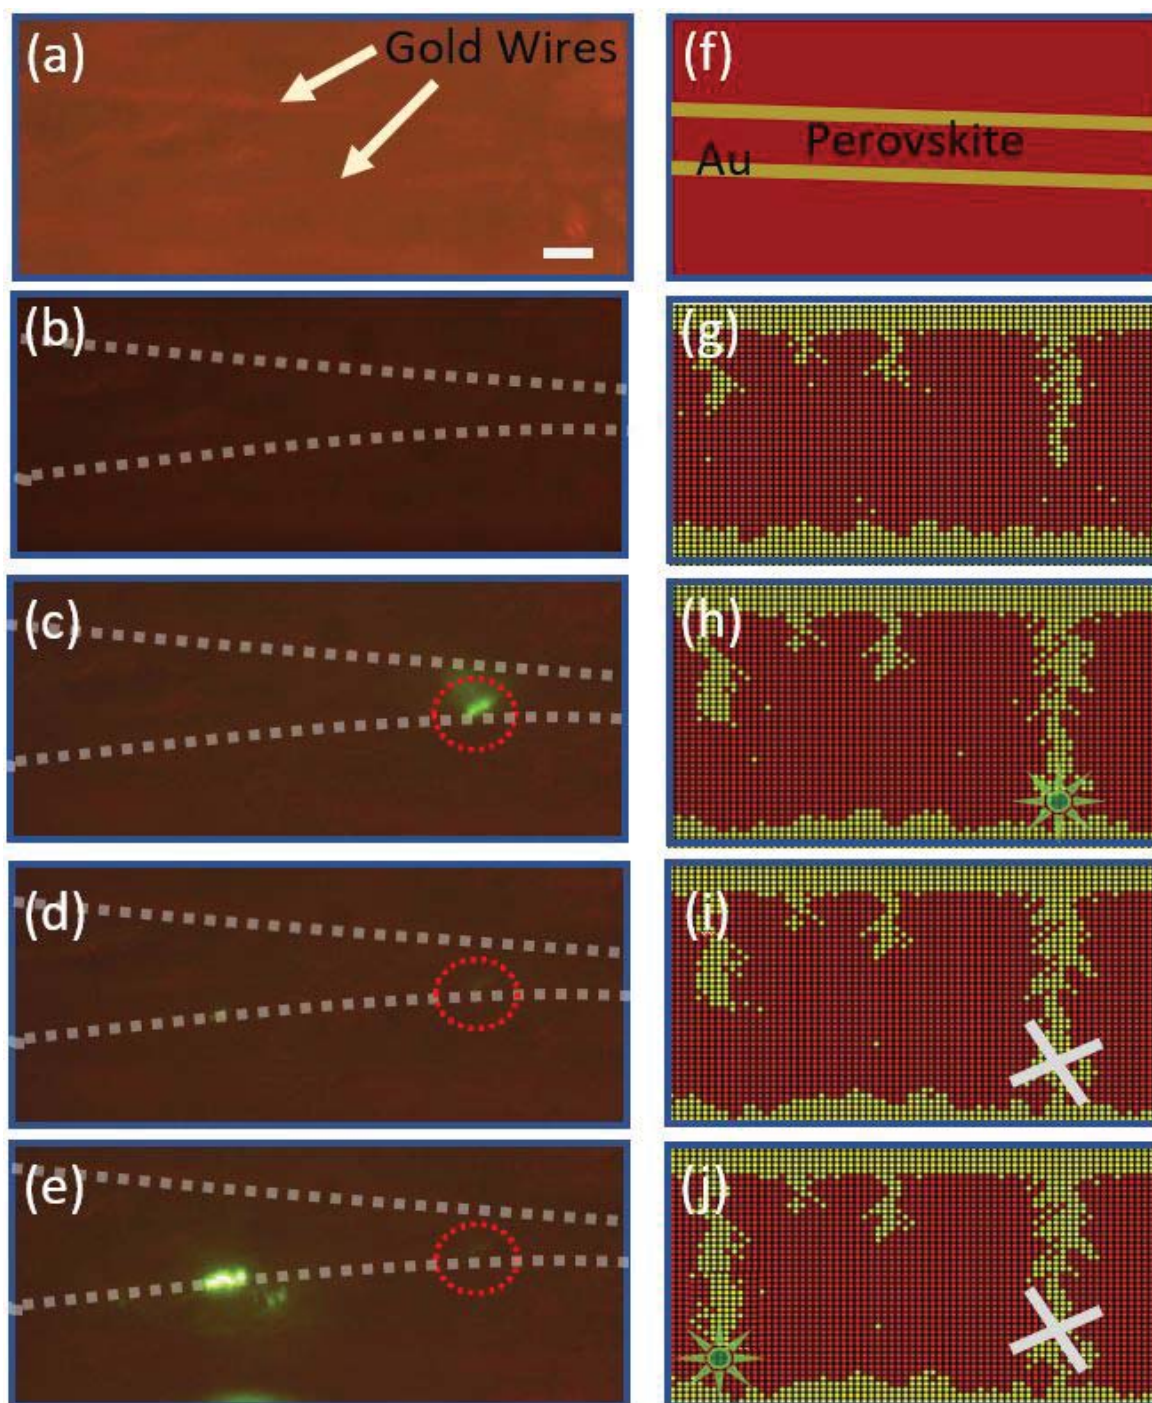 (a)
Gold Wires
(f)
Perovskite
Au
(b)
(g)
(c)
(h)
(d)
(i)
(e)
(j)